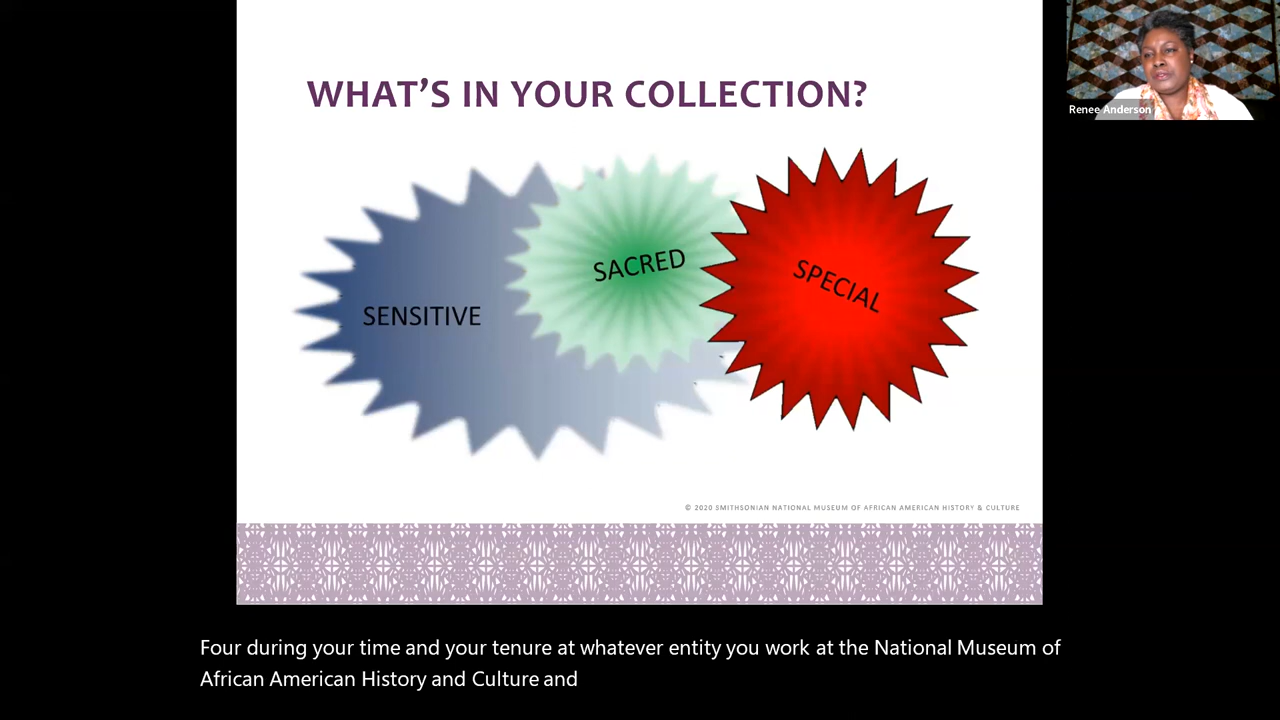 WHAT'S IN YOUR COLLECTION?
SENSITIVE
SACRED
SPECIAL
© 2020 SMITHSONIAN NATIONAL MUSEUM OF AFRICAN AMERICAN HISTORY & CULTURE
Renee Anderson
Four during your time and your tenure at whatever entity you work at the National Museum of
African American History and Culture and